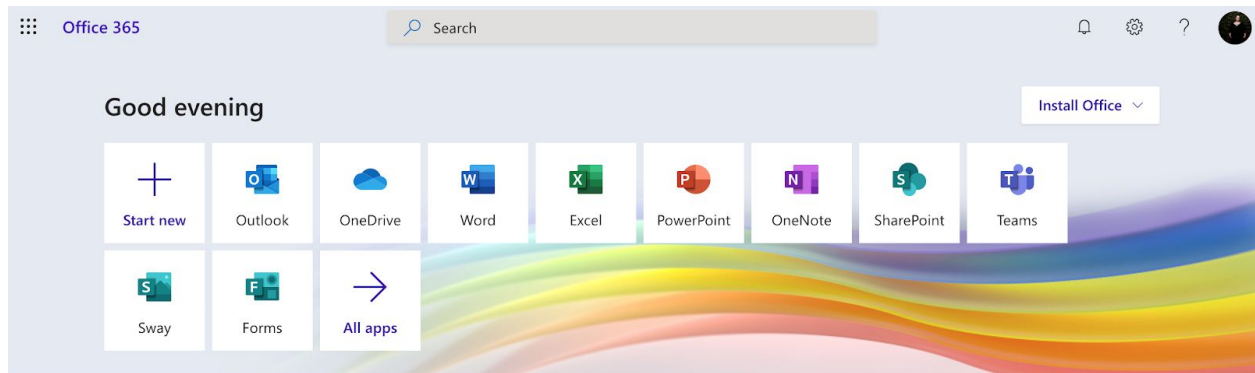 Office 365
Search
?
Good evening
Install Office
Start new
O
Outlook
OneDrive
W
Word
X
Excel
P
PowerPoint
N
OneNote
S
SharePoint
T
Teams
S
Sway
F
Forms
All apps